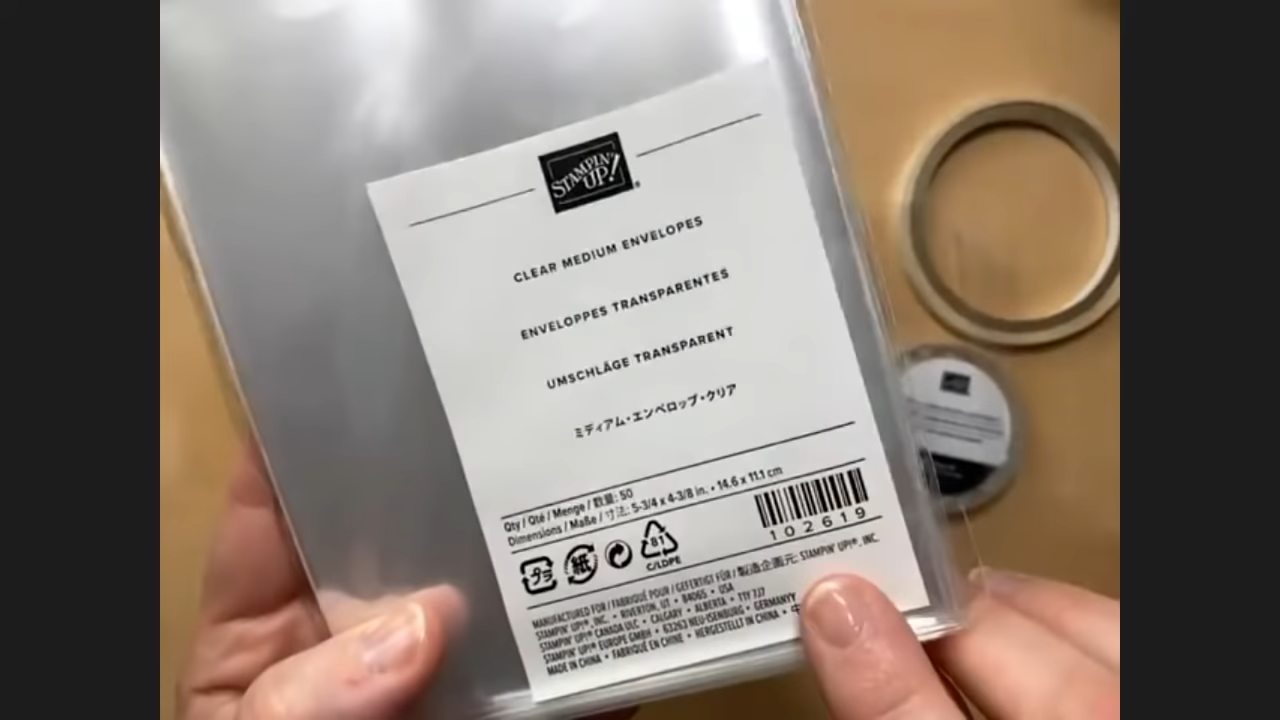 STAMPIN' UP!®
CLEAR MEDIUM ENVELOPES
ENVELOPPES TRANSPARENTES
UMSCHLÄGE TRANSPARENT
ミディアム・エンベロップ・クリア
Qty / Qté / Menge / 数量: 50
Dimensions / Maße / 寸法: 5-3/4 x 4-3/8 in. • 14.6 x 11.1 cm
102619
プラ
紙
81
C/LDPE
MANUFACTURED FOR / FABRIQUÉ POUR / GEFERTIGT FÜR / 製造企画元: STAMPIN' UP!®, INC.
STAMPIN' UP!®, INC. • RIVERTON, UT • 84065 • USA
STAMPIN' UP!® CANADA ULC • CALGARY • ALBERTA • T1Y 7J7
STAMPIN' UP!® EUROPE GMBH • 63263 NEU-ISENBURG • GERMANY
MADE IN CHINA • FABRIQUÉ EN CHINE • HERGESTELLT IN CHINA • 中